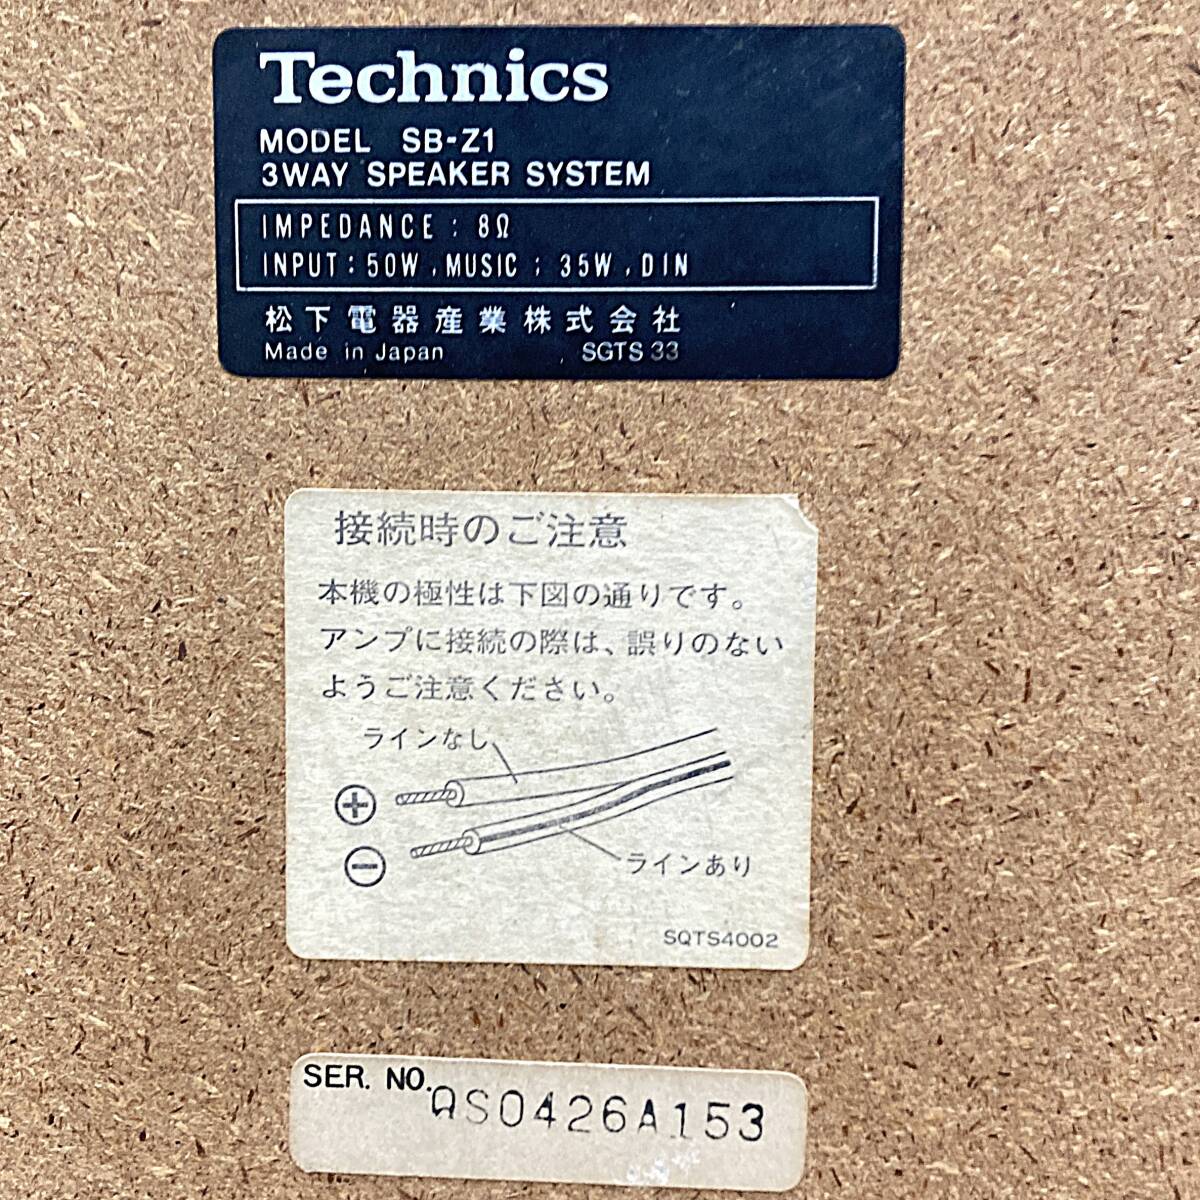 Technics
MODEL SB-Z1
3WAY SPEAKER SYSTEM
IMPEDANCE : 8Ω
INPUT : 50W , MUSIC ; 35W , DIN
松下電器産業株式会社
Made in Japan SGTS 33
接続時のご注意
本機の極性は下図の通りです。
アンプに接続の際は、誤りのない
ようご注意ください。
ラインなし
⊕
⊖
ラインあり
SQTS4002
SER. NO. QS0426A153